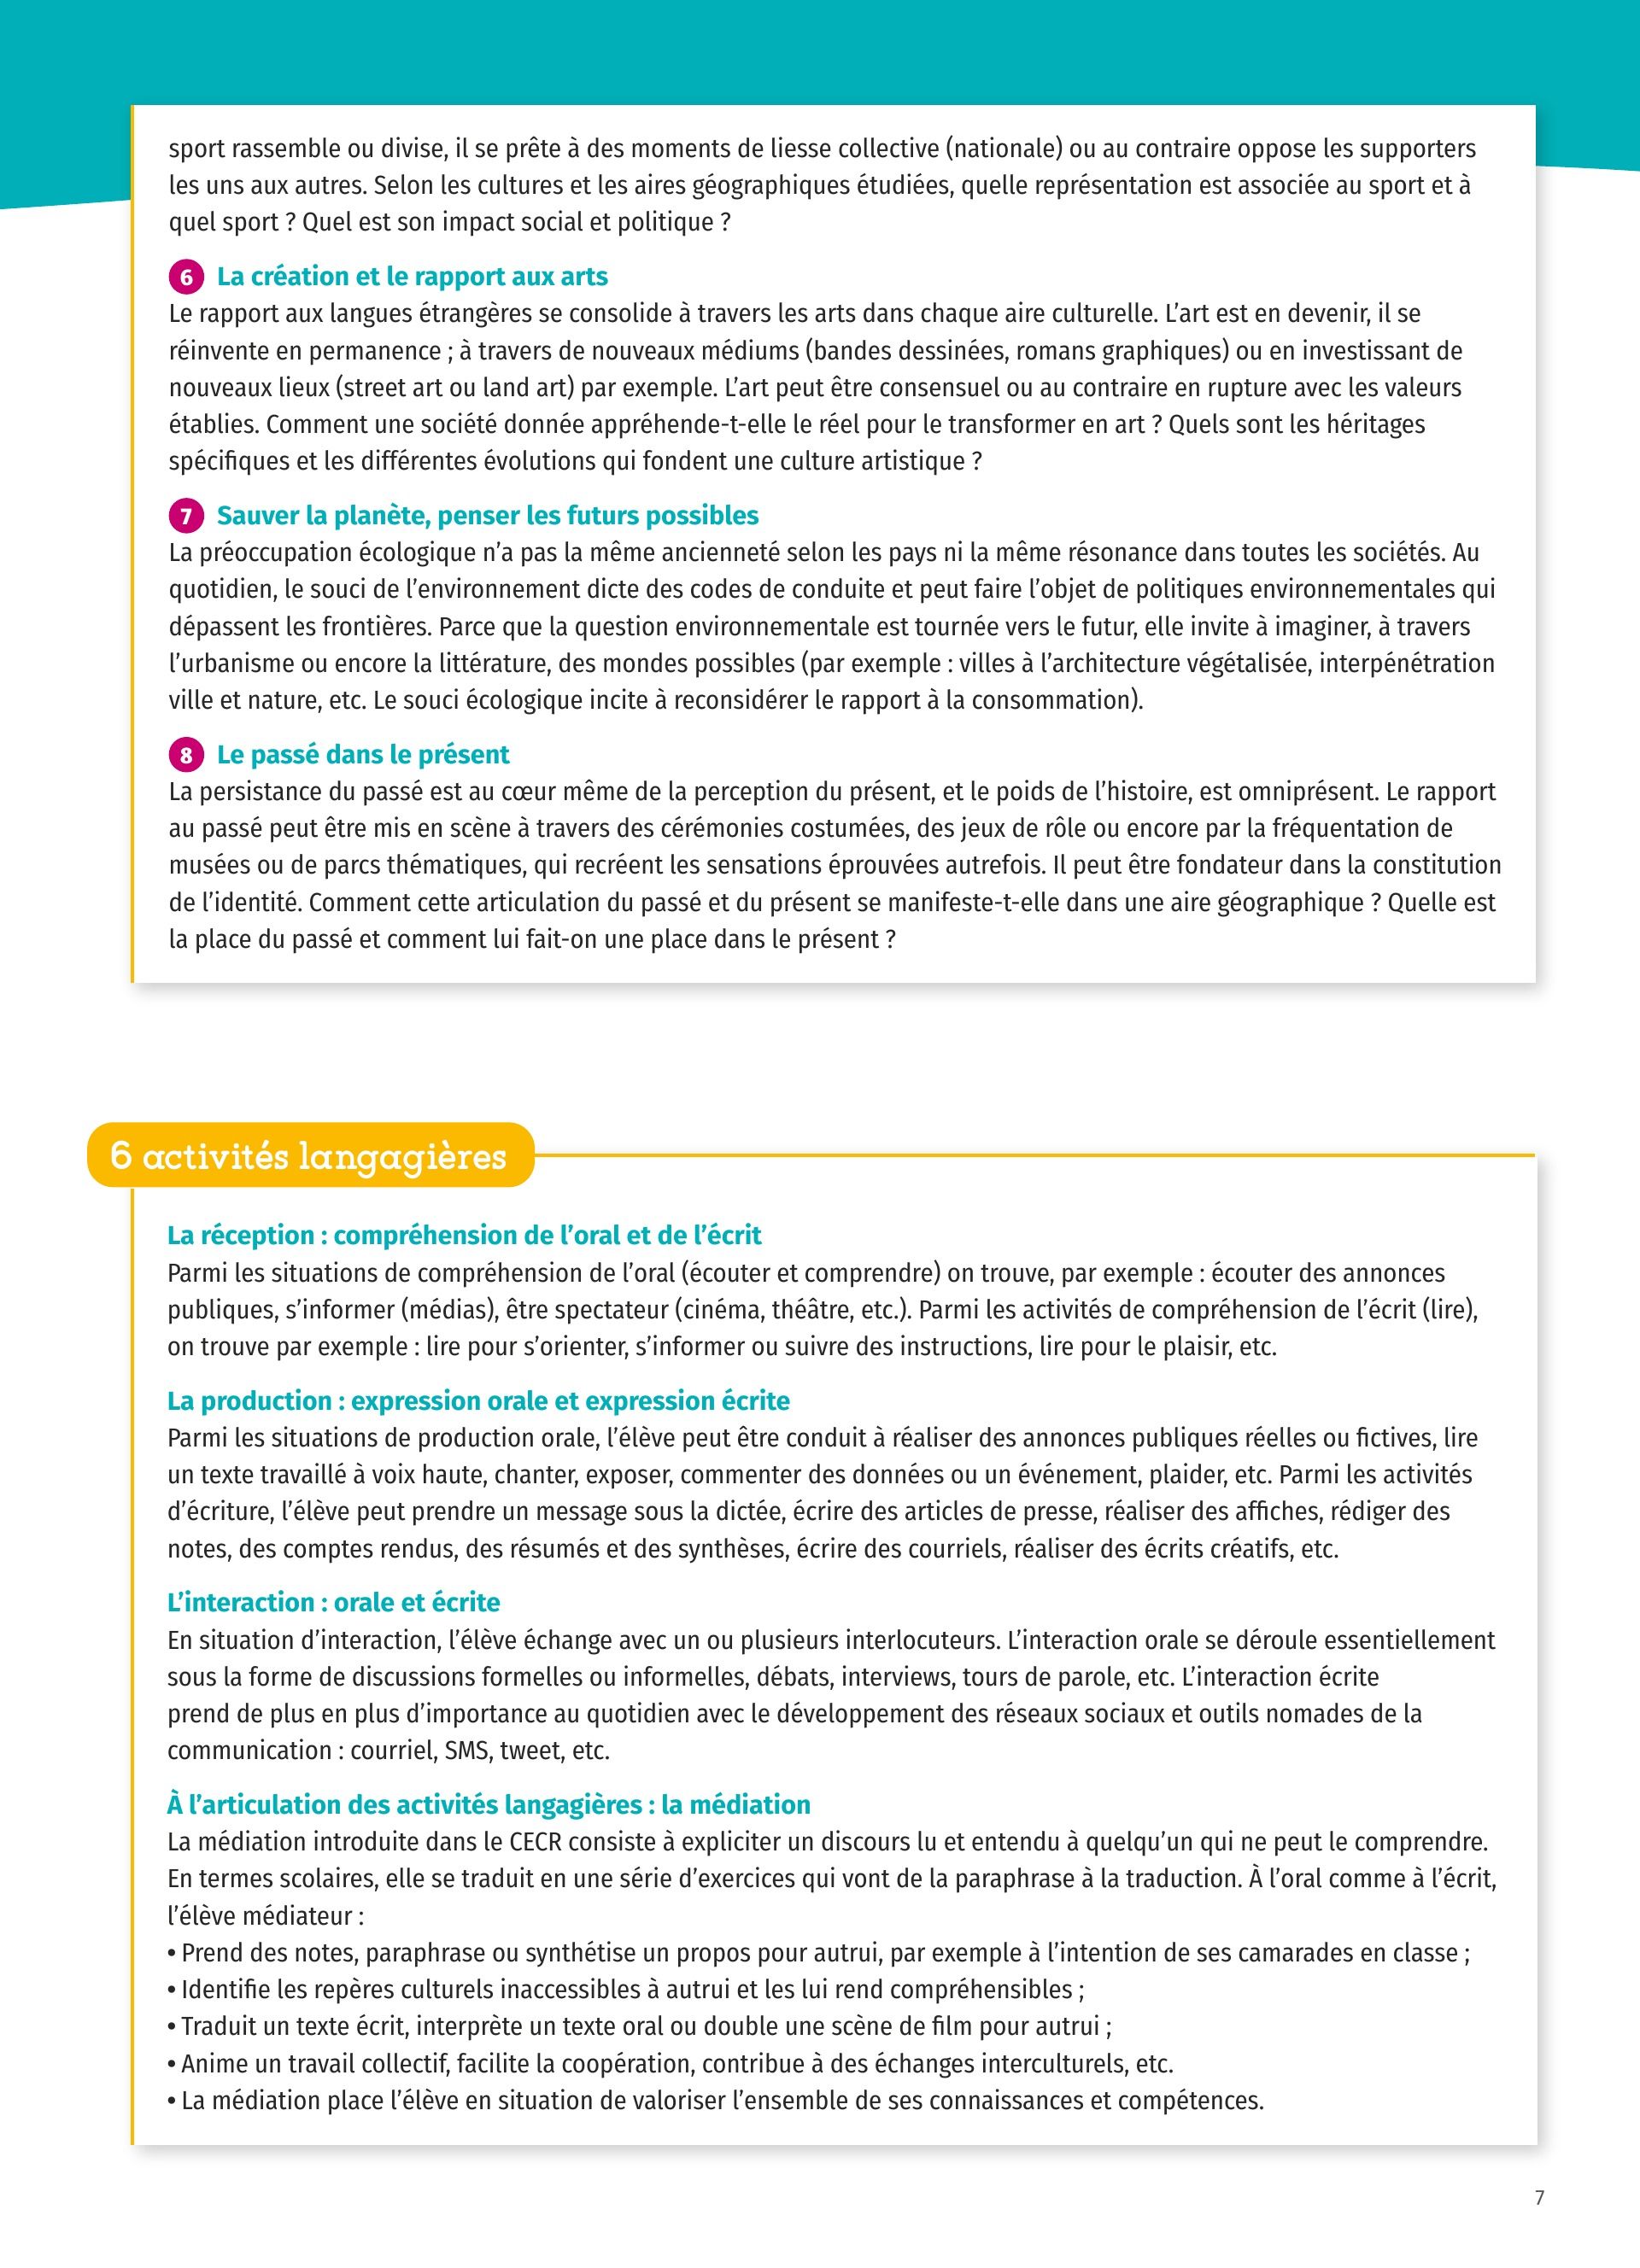 sport rassemble ou divise, il se prête à des moments de liesse collective (nationale) ou au contraire oppose les supporters
les uns aux autres. Selon les cultures et les aires géographiques étudiées, quelle représentation est associée au sport et à
quel sport ? Quel est son impact social et politique ?
6 La création et le rapport aux arts
Le rapport aux langues étrangères se consolide à travers les arts dans chaque aire culturelle. L’art est en devenir, il se
réinvente en permanence ; à travers de nouveaux médiums (bandes dessinées, romans graphiques) ou en investissant de
nouveaux lieux (street art ou land art) par exemple. L’art peut être consensuel ou au contraire en rupture avec les valeurs
établies. Comment une société donnée appréhende-t-elle le réel pour le transformer en art ? Quels sont les héritages
spécifiques et les différentes évolutions qui fondent une culture artistique ?
7 Sauver la planète, penser les futurs possibles
La préoccupation écologique n’a pas la même ancienneté selon les pays ni la même résonance dans toutes les sociétés. Au
quotidien, le souci de l’environnement dicte des codes de conduite et peut faire l’objet de politiques environnementales qui
dépassent les frontières. Parce que la question environnementale est tournée vers le futur, elle invite à imaginer, à travers
l’urbanisme ou encore la littérature, des mondes possibles (par exemple : villes à l’architecture végétalisée, interpénétration
ville et nature, etc. Le souci écologique incite à reconsidérer le rapport à la consommation).
8 Le passé dans le présent
La persistance du passé est au cœur même de la perception du présent, et le poids de l’histoire, est omniprésent. Le rapport
au passé peut être mis en scène à travers des cérémonies costumées, des jeux de rôle ou encore par la fréquentation de
musées ou de parcs thématiques, qui recréent les sensations éprouvées autrefois. Il peut être fondateur dans la constitution
de l’identité. Comment cette articulation du passé et du présent se manifeste-t-elle dans une aire géographique ? Quelle est
la place du passé et comment lui fait-on une place dans le présent ?
6 activités langagières
La réception : compréhension de l’oral et de l’écrit
Parmi les situations de compréhension de l’oral (écouter et comprendre) on trouve, par exemple : écouter des annonces
publiques, s’informer (médias), être spectateur (cinéma, théâtre, etc.). Parmi les activités de compréhension de l’écrit (lire),
on trouve par exemple : lire pour s’orienter, s’informer ou suivre des instructions, lire pour le plaisir, etc.
La production : expression orale et expression écrite
Parmi les situations de production orale, l’élève peut être conduit à réaliser des annonces publiques réelles ou fictives, lire
un texte travaillé à voix haute, chanter, exposer, commenter des données ou un événement, plaider, etc. Parmi les activités
d’écriture, l’élève peut prendre un message sous la dictée, écrire des articles de presse, réaliser des affiches, rédiger des
notes, des comptes rendus, des résumés et des synthèses, écrire des courriels, réaliser des écrits créatifs, etc.
L’interaction : orale et écrite
En situation d’interaction, l’élève échange avec un ou plusieurs interlocuteurs. L’interaction orale se déroule essentiellement
sous la forme de discussions formelles ou informelles, débats, interviews, tours de parole, etc. L’interaction écrite
prend de plus en plus d’importance au quotidien avec le développement des réseaux sociaux et outils nomades de la
communication : courriel, SMS, tweet, etc.
À l’articulation des activités langagières : la médiation
La médiation introduite dans le CECR consiste à expliciter un discours lu et entendu à quelqu’un qui ne peut le comprendre.
En termes scolaires, elle se traduit en une série d’exercices qui vont de la paraphrase à la traduction. À l’oral comme à l’écrit,
l’élève médiateur :
• Prend des notes, paraphrase ou synthétise un propos pour autrui, par exemple à l’intention de ses camarades en classe ;
• Identifie les repères culturels inaccessibles à autrui et les lui rend compréhensibles ;
• Traduit un texte écrit, interprète un texte oral ou double une scène de film pour autrui ;
• Anime un travail collectif, facilite la coopération, contribue à des échanges interculturels, etc.
• La médiation place l’élève en situation de valoriser l’ensemble de ses connaissances et compétences.
7